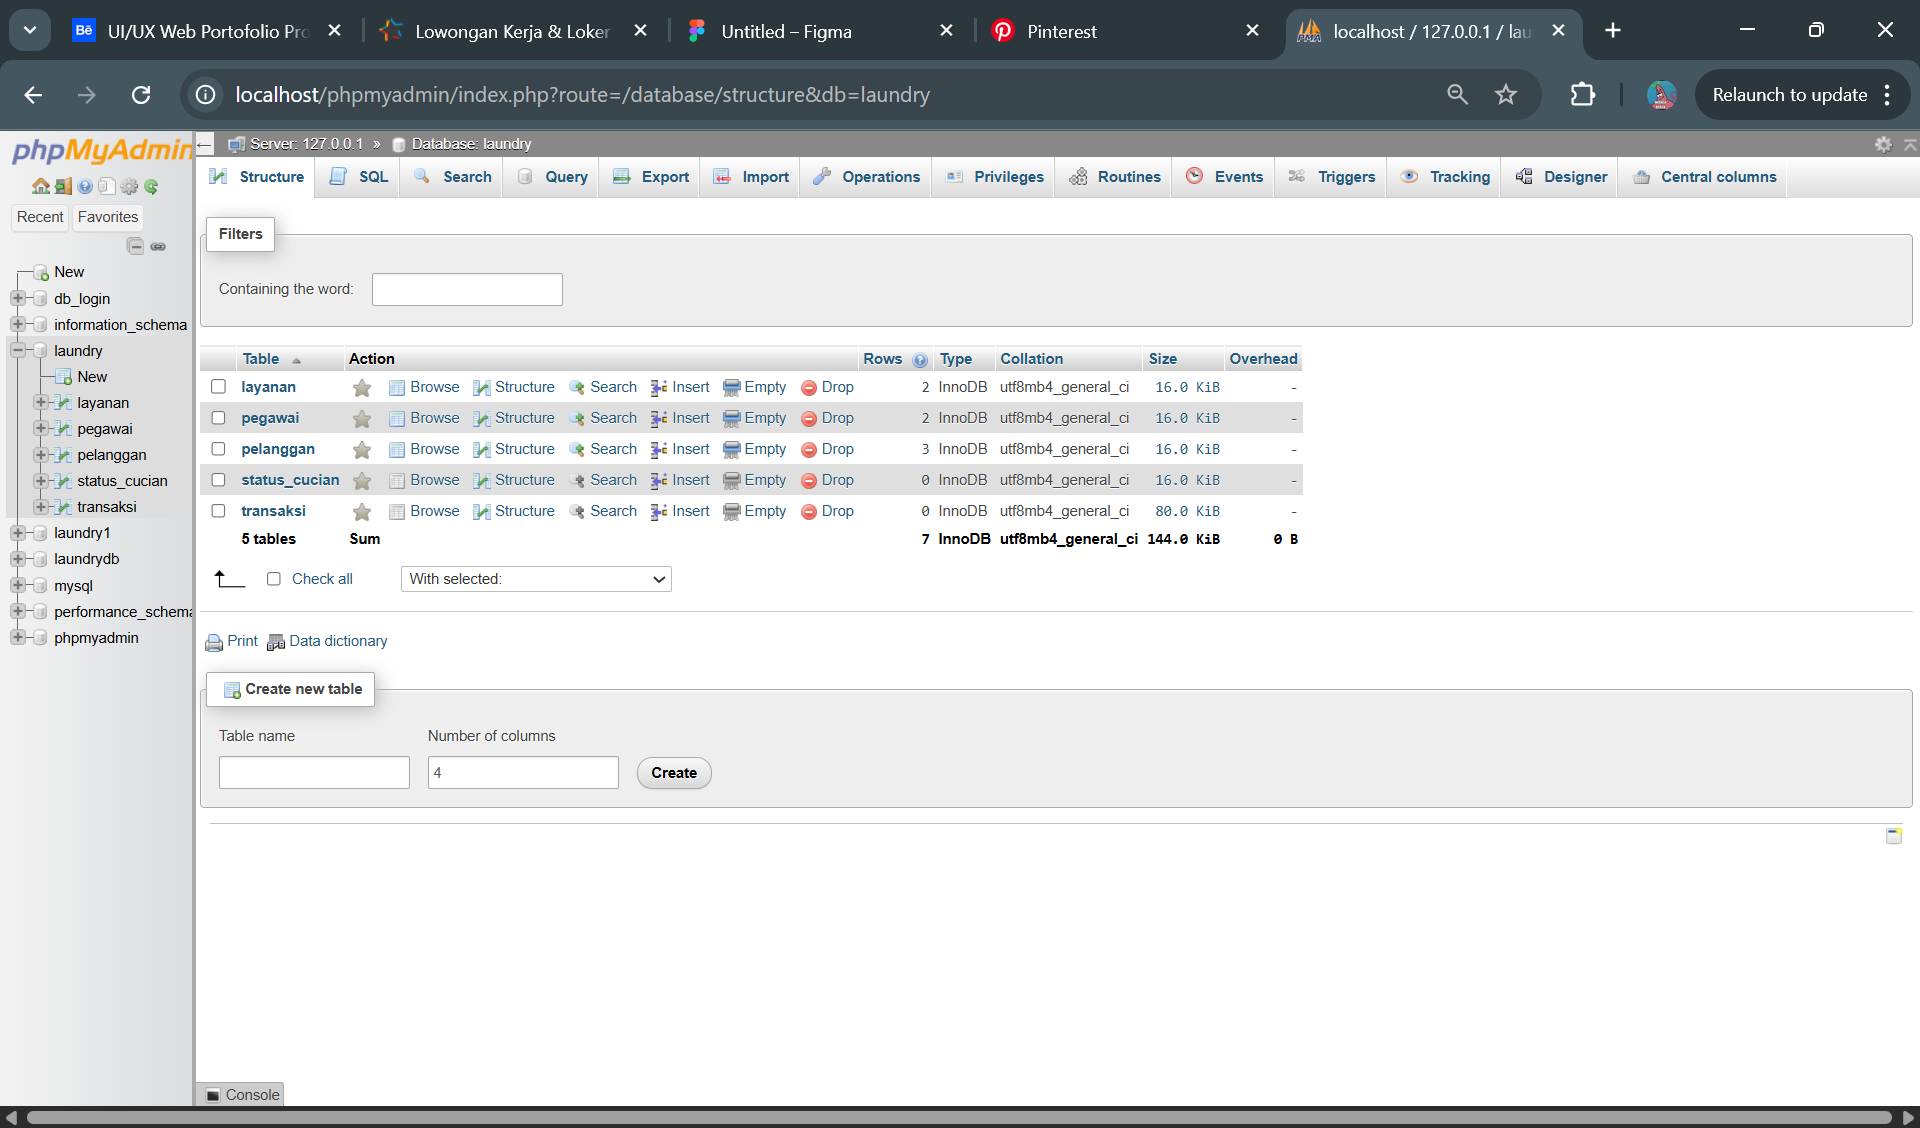 UI/UX Web Portofolio Pro
Lowongan Kerja & Loker
Untitled – Figma
Pinterest
localhost / 127.0.0.1 / lau
localhost/phpmyadmin/index.php?route=/database/structure&db=laundry
Relaunch to update
phpMyAdmin
Server: 127.0.0.1 » Database: laundry
Structure SQL Search Query Export Import Operations Privileges Routines Events Triggers Tracking Designer Central columns
Recent Favorites
New
db_login
information_schema
laundry
New
layanan
pegawai
pelanggan
status_cucian
transaksi
laundry1
laundrydb
mysql
performance_schema
phpmyadmin
Filters
Containing the word:
Table Action Rows Type Collation Size Overhead
layanan Browse Structure Search Insert Empty Drop 2 InnoDB utf8mb4_general_ci 16.0 KiB -
pegawai Browse Structure Search Insert Empty Drop 2 InnoDB utf8mb4_general_ci 16.0 KiB -
pelanggan Browse Structure Search Insert Empty Drop 3 InnoDB utf8mb4_general_ci 16.0 KiB -
status_cucian Browse Structure Search Insert Empty Drop 0 InnoDB utf8mb4_general_ci 16.0 KiB -
transaksi Browse Structure Search Insert Empty Drop 0 InnoDB utf8mb4_general_ci 80.0 KiB -
5 tables Sum 7 InnoDB utf8mb4_general_ci 144.0 KiB 0 B
Check all With selected:
Print Data dictionary
Create new table
Table name Number of columns
4 Create
Console